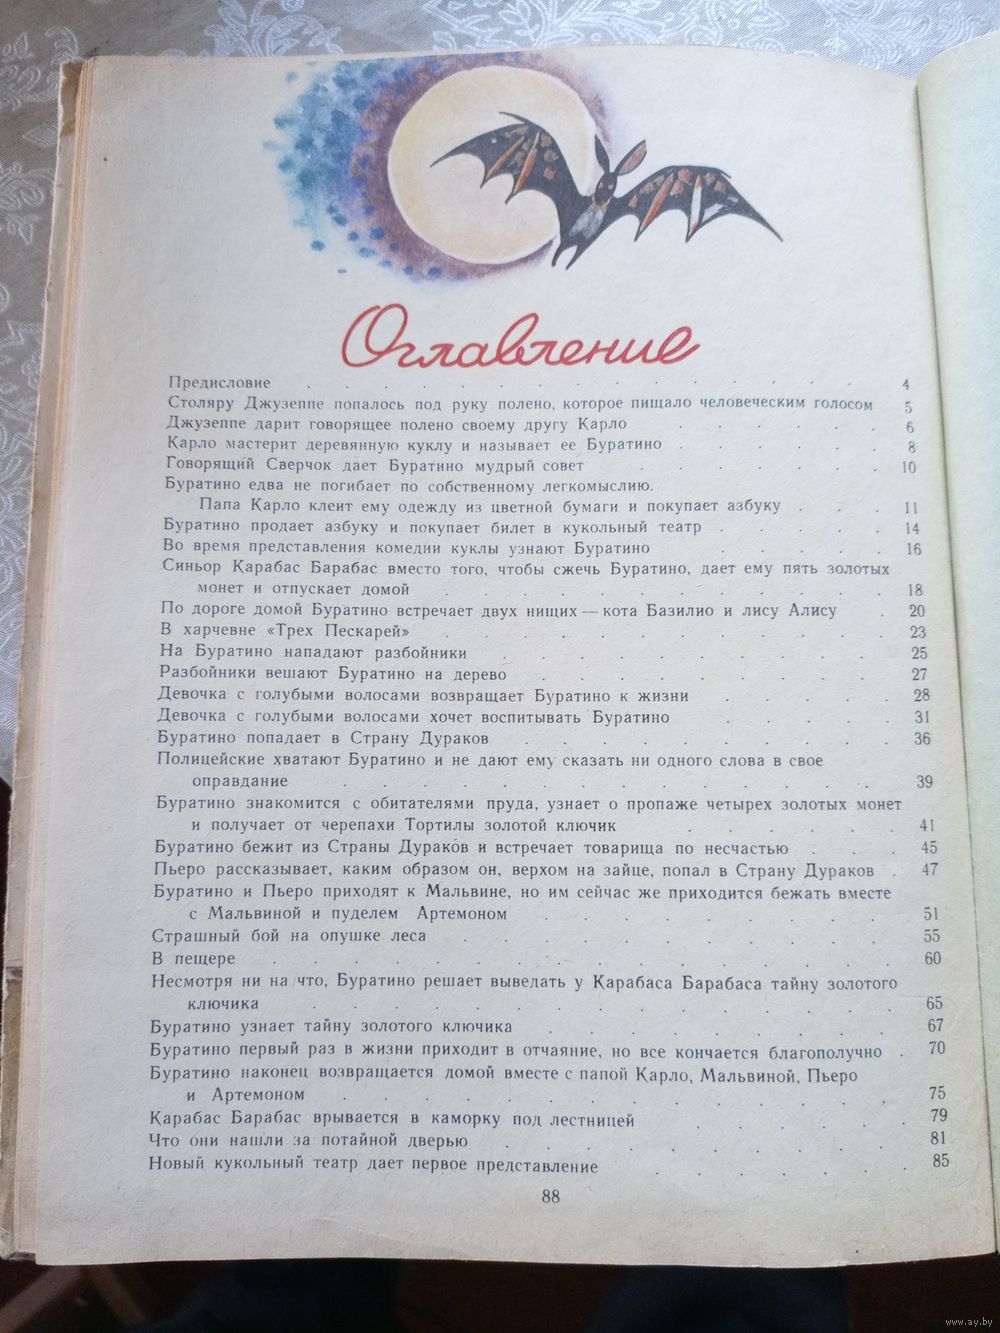 Оглавление
Предисловие . . . . . . . . . . . . . . . . 4
Столяру Джузеппе попалось под руку полено, которое пищало человеческим голосом 5
Джузеппе дарит говорящее полено своему другу Карло . . . . . . 6
Карло мастерит деревянную куклу и называет ее Буратино . . . . . . 8
Говорящий Сверчок дает Буратино мудрый совет . . . . . . . 10
Буратино едва не погибает по собственному легкомыслию.
Папа Карло клеит ему одежду из цветной бумаги и покупает азбуку . . . 11
Буратино продает азбуку и покупает билет в кукольный театр . . . . . 14
Во время представления комедии куклы узнают Буратино . . . . . 16
Синьор Карабас Барабас вместо того, чтобы сжечь Буратино, дает ему пять золотых
монет и отпускает домой . . . . . . . . . . . . 18
По дороге домой Буратино встречает двух нищих — кота Базилио и лису Алису . 20
В харчевне «Трех Пескарей» . . . . . . . . . . . . 23
На Буратино нападают разбойники . . . . . . . . . . 25
Разбойники вешают Буратино на дерево . . . . . . . . . 27
Девочка с голубыми волосами возвращает Буратино к жизни . . . . . 28
Девочка с голубыми волосами хочет воспитывать Буратино . . . . . 31
Буратино попадает в Страну Дураков . . . . . . . . . 36
Полицейские хватают Буратино и не дают ему сказать ни одного слова в свое
оправдание . . . . . . . . . . . . . 39
Буратино знакомится с обитателями пруда, узнает о пропаже четырех золотых монет
и получает от черепахи Тортилы золотой ключик . . . . . . 41
Буратино бежит из Страны Дураков и встречает товарища по несчастью . . . 45
Пьеро рассказывает, каким образом он, верхом на зайце, попал в Страну Дураков . 47
Буратино и Пьеро приходят к Мальвине, но им сейчас же приходится бежать вместе
с Мальвиной и пуделем Артемоном . . . . . . . . . 51
Страшный бой на опушке леса . . . . . . . . . . . 55
В пещере . . . . . . . . . . . . . . . . 60
Несмотря ни на что, Буратино решает выведать у Карабаса Барабаса тайну золотого
ключика . . . . . . . . . . . . . . 65
Буратино узнает тайну золотого ключика . . . . . . . . . 67
Буратино первый раз в жизни приходит в отчаяние, но все кончается благополучно . 70
Буратино наконец возвращается домой вместе с папой Карло, Мальвиной, Пьеро
и Артемоном . . . . . . . . . . . . . 75
Карабас Барабас врывается в каморку под лестницей . . . . . . 79
Что они нашли за потайной дверью . . . . . . . . . . 81
Новый кукольный театр дает первое представление . . . . . . 85
88
www.ay.by